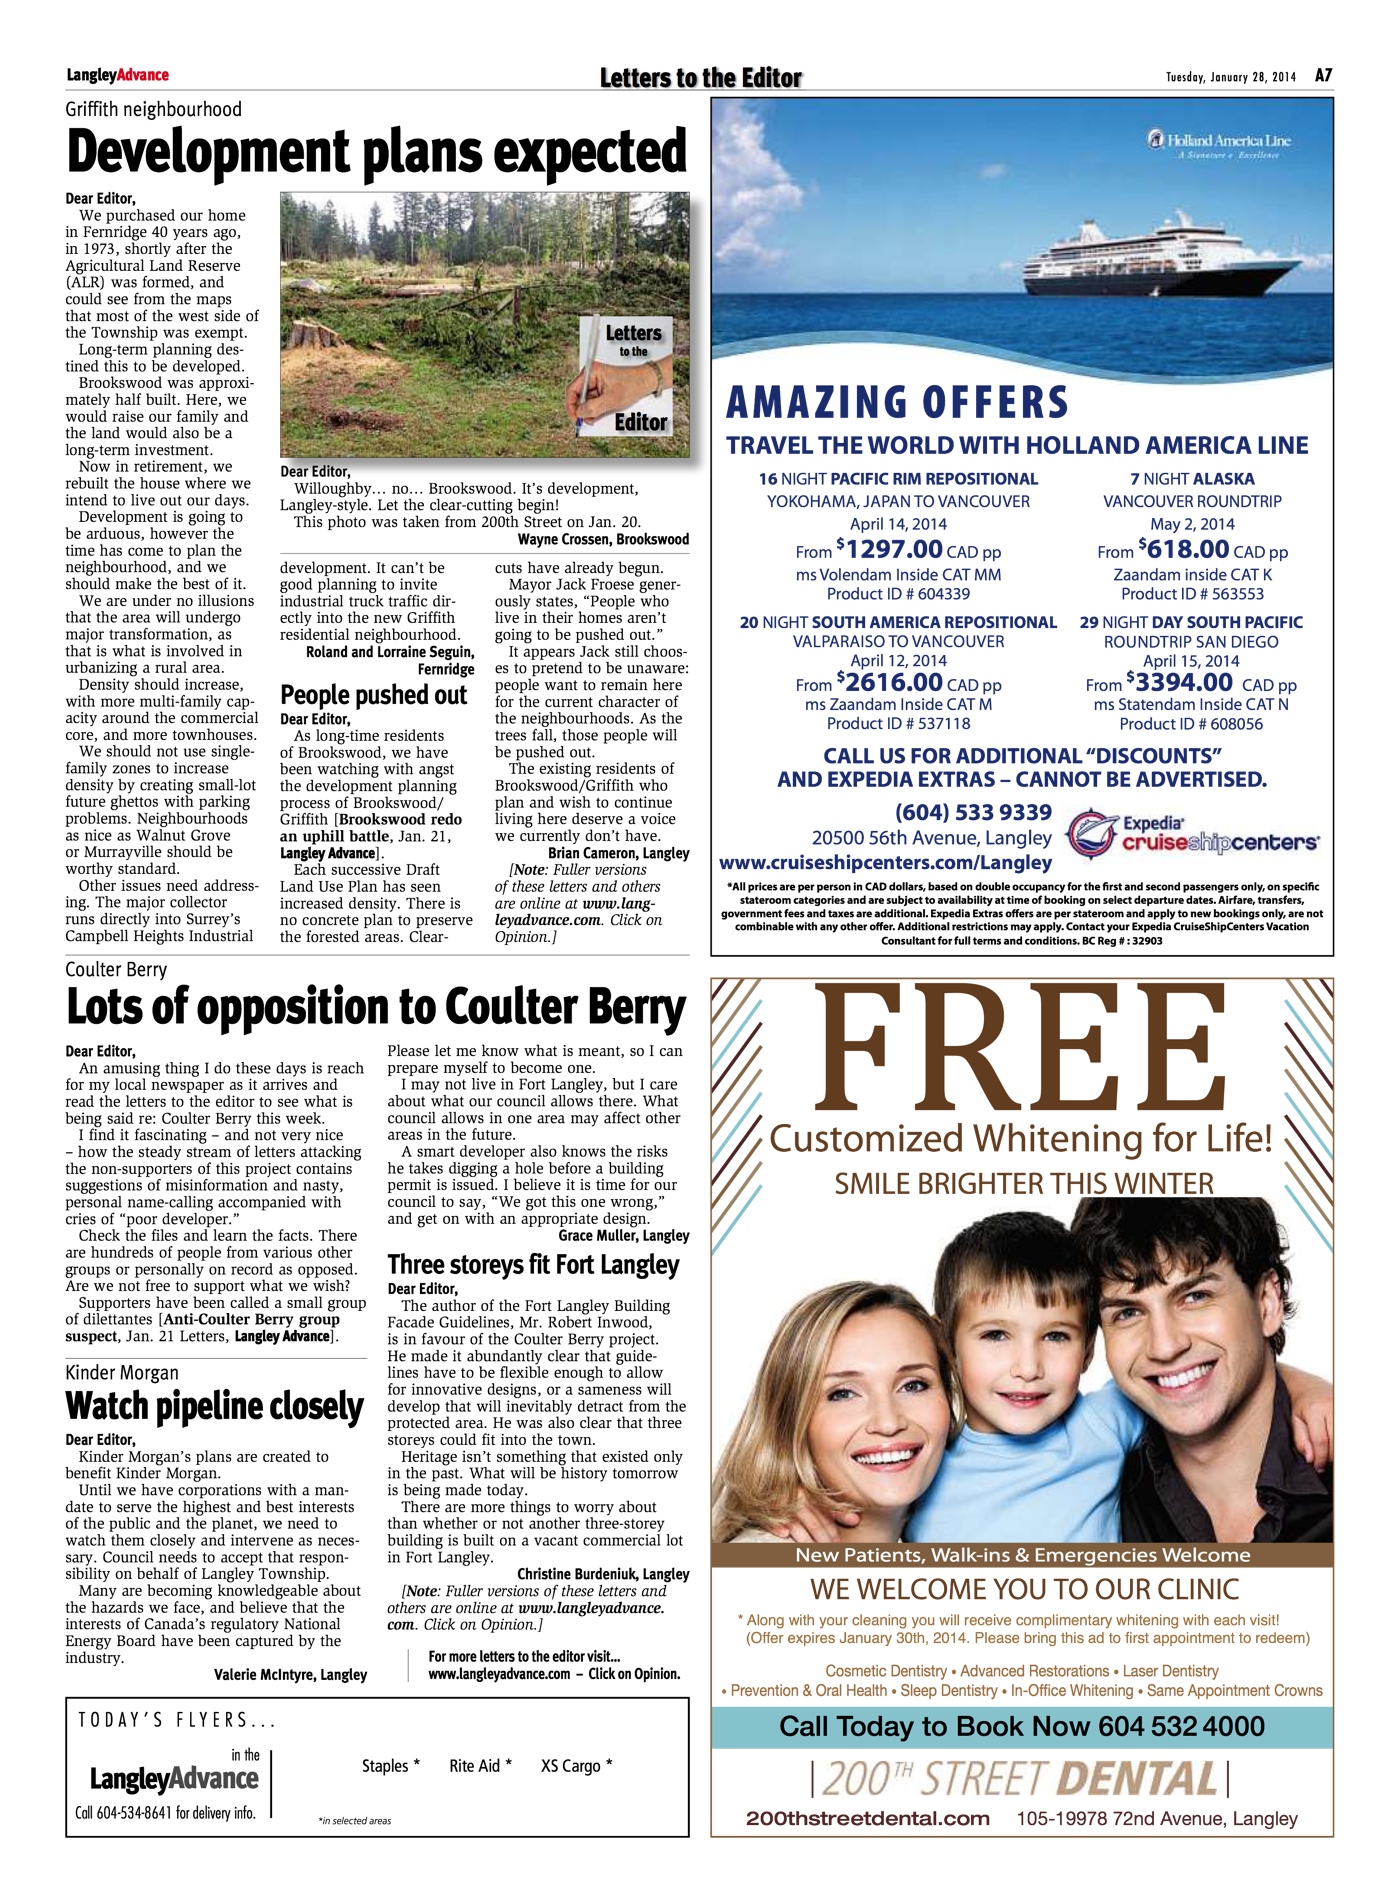 LangleyAdvance
Letters to the Editor
Tuesday, January 28, 2014 A7
Griffith neighbourhood
Development plans expected
Dear Editor,
We purchased our home
in Fernridge 40 years ago,
in 1973, shortly after the
Agricultural Land Reserve
(ALR) was formed, and
could see from the maps
that most of the west side of
the Township was exempt.
Long-term planning des-
tined this to be developed.
Brookswood was approxi-
mately half built. Here, we
would raise our family and
the land would also be a
long-term investment.
Now in retirement, we
rebuilt the house where we
intend to live out our days.
Development is going to
be arduous, however the
time has come to plan the
neighbourhood, and we
should make the best of it.
We are under no illusions
that the area will undergo
major transformation, as
that is what is involved in
urbanizing a rural area.
Density should increase,
with more multi-family cap-
acity around the commercial
core, and more townhouses.
We should not use single-
family zones to increase
density by creating small-lot
future ghettos with parking
problems. Neighbourhoods
as nice as Walnut Grove
or Murrayville should be
worthy standard.
Other issues need address-
ing. The major collector
runs directly into Surrey's
Campbell Heights Industrial
development. It can't be
good planning to invite
industrial truck traffic dir-
ectly into the new Griffith
residential neighbourhood.
Roland and Lorraine Seguin,
Fernridge
Letters
to the
Editor
Dear Editor,
Willoughby… no… Brookswood. It's development,
Langley-style. Let the clear-cutting begin!
This photo was taken from 200th Street on Jan. 20.
Wayne Crossen, Brookswood
People pushed out
Dear Editor,
As long-time residents
of Brookswood, we have
been watching with angst
the development planning
process of Brookswood/
Griffith [Brookswood redo
an uphill battle, Jan. 21,
Langley Advance].
Each successive Draft
Land Use Plan has seen
increased density. There is
no concrete plan to preserve
the forested areas. Clear-
cuts have already begun.
Mayor Jack Froese gener-
ously states, "People who
live in their homes aren't
going to be pushed out."
It appears Jack still choos-
es to pretend to be unaware:
people want to remain here
for the current character of
the neighbourhoods. As the
trees fall, those people will
be pushed out.
The existing residents of
Brookswood/Griffith who
plan and wish to continue
living here deserve a voice
we currently don't have.
Brian Cameron, Langley
[Note: Fuller versions
of these letters and others
are online at www.lang-
leyadvance.com. Click on
Opinion.]
Coulter Berry
Lots of opposition to Coulter Berry
Dear Editor,
An amusing thing I do these days is reach
for my local newspaper as it arrives and
read the letters to the editor to see what is
being said re: Coulter Berry this week.
I find it fascinating – and not very nice
– how the steady stream of letters attacking
the non-supporters of this project contains
suggestions of misinformation and nasty,
personal name-calling accompanied with
cries of "poor developer."
Check the files and learn the facts. There
are hundreds of people from various other
groups or personally on record as opposed.
Are we not free to support what we wish?
Supporters have been called a small group
of dilettantes [Anti-Coulter Berry group
suspect, Jan. 21 Letters, Langley Advance].
Please let me know what is meant, so I can
prepare myself to become one.
I may not live in Fort Langley, but I care
about what our council allows there. What
council allows in one area may affect other
areas in the future.
A smart developer also knows the risks
he takes digging a hole before a building
permit is issued. I believe it is time for our
council to say, "We got this one wrong,"
and get on with an appropriate design.
Grace Muller, Langley
Three storeys fit Fort Langley
Dear Editor,
The author of the Fort Langley Building
Facade Guidelines, Mr. Robert Inwood,
is in favour of the Coulter Berry project.
He made it abundantly clear that guide-
lines have to be flexible enough to allow
for innovative designs, or a sameness will
develop that will inevitably detract from the
protected area. He was also clear that three
storeys could fit into the town.
Heritage isn't something that existed only
in the past. What will be history tomorrow
is being made today.
There are more things to worry about
than whether or not another three-storey
building is built on a vacant commercial lot
in Fort Langley.
Christine Burdeniuk, Langley
[Note: Fuller versions of these letters and
others are online at www.langleyadvance.
com. Click on Opinion.]
For more letters to the editor visit...
www.langleyadvance.com – Click on Opinion.
Kinder Morgan
Watch pipeline closely
Dear Editor,
Kinder Morgan's plans are created to
benefit Kinder Morgan.
Until we have corporations with a man-
date to serve the highest and best interests
of the public and the planet, we need to
watch them closely and intervene as neces-
sary. Council needs to accept that respon-
sibility on behalf of Langley Township.
Many are becoming knowledgeable about
the hazards we face, and believe that the
interests of Canada's regulatory National
Energy Board have been captured by the
industry.
Valerie McIntyre, Langley
TODAY'S FLYERS...
in the
LangleyAdvance
Call 604-534-8641 for delivery info.
Staples * Rite Aid * XS Cargo *
*in selected areas
Holland America Line
A Signature of Excellence
AMAZING OFFERS
TRAVEL THE WORLD WITH HOLLAND AMERICA LINE
16 NIGHT PACIFIC RIM REPOSITIONAL
YOKOHAMA, JAPAN TO VANCOUVER
April 14, 2014
From $1297.00 CAD pp
ms Volendam Inside CAT MM
Product ID # 604339
7 NIGHT ALASKA
VANCOUVER ROUNDTRIP
May 2, 2014
From $618.00 CAD pp
Zaandam inside CAT K
Product ID # 563553
20 NIGHT SOUTH AMERICA REPOSITIONAL
VALPARAISO TO VANCOUVER
April 12, 2014
From $2616.00 CAD pp
ms Zaandam Inside CAT M
Product ID # 537118
29 NIGHT DAY SOUTH PACIFIC
ROUNDTRIP SAN DIEGO
April 15, 2014
From $3394.00 CAD pp
ms Statendam Inside CAT N
Product ID # 608056
CALL US FOR ADDITIONAL "DISCOUNTS"
AND EXPEDIA EXTRAS – CANNOT BE ADVERTISED.
(604) 533 9339
20500 56th Avenue, Langley
www.cruiseshipcenters.com/Langley
Expedia
cruiseshipcenters
*All prices are per person in CAD dollars, based on double occupancy for the first and second passengers only, on specific
stateroom categories and are subject to availability at time of booking on select departure dates. Airfare, transfers,
government fees and taxes are additional. Expedia Extras offers are per stateroom and apply to new bookings only, are not
combinable with any other offer. Additional restrictions may apply. Contact your Expedia CruiseShipCenters Vacation
Consultant for full terms and conditions. BC Reg # : 32903
FREE
Customized Whitening for Life!
SMILE BRIGHTER THIS WINTER
New Patients, Walk-ins & Emergencies Welcome
WE WELCOME YOU TO OUR CLINIC
* Along with your cleaning you will receive complimentary whitening with each visit!
(Offer expires January 30th, 2014. Please bring this ad to first appointment to redeem)
Cosmetic Dentistry • Advanced Restorations • Laser Dentistry
• Prevention & Oral Health • Sleep Dentistry • In-Office Whitening • Same Appointment Crowns
Call Today to Book Now 604 532 4000
200TH STREET DENTAL
200thstreetdental.com 105-19978 72nd Avenue, Langley